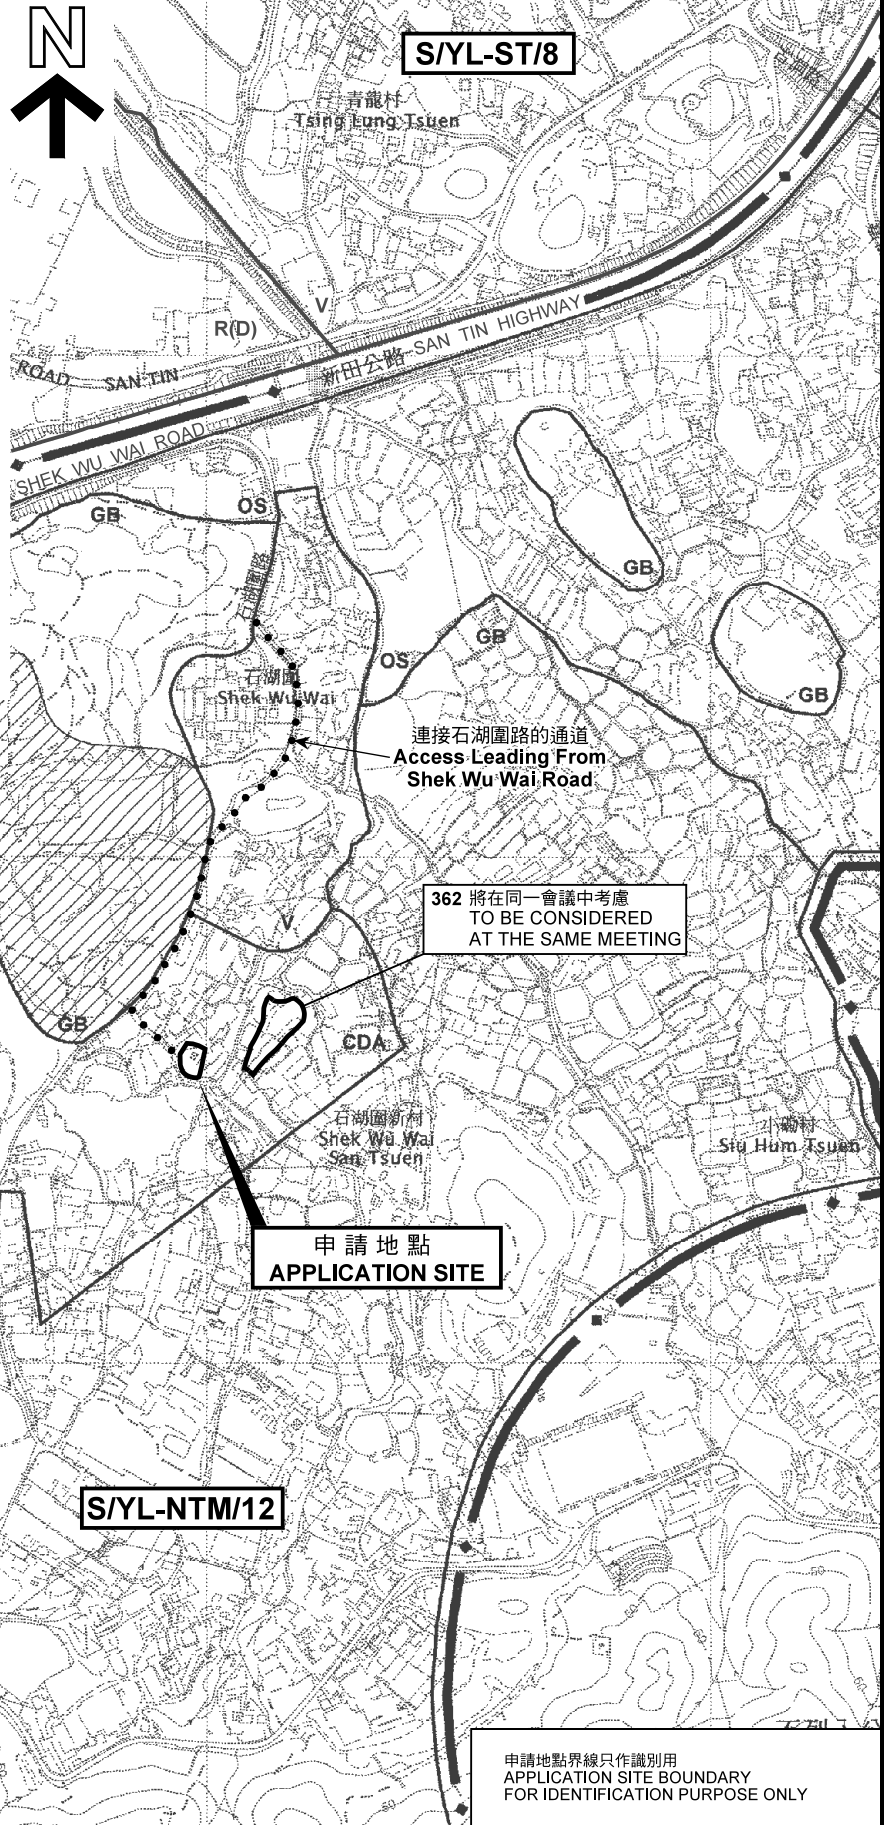 N
S/YL-ST/8
青龍村
Tsing Lung Tsuen
V
R(D)
ROAD SAN TIN
新田公路 SAN TIN HIGHWAY
SHEK WU WAI ROAD
GB
OS
石湖圍路
GB
GB
OS
石湖圍
Shek Wu Wai
GB
連接石湖圍路的通道
Access Leading From
Shek Wu Wai Road
362 將在同一會議中考慮
TO BE CONSIDERED
AT THE SAME MEETING
V
GB
CDA
石湖圍新村
Shek Wu Wai
San Tsuen
小磡村
Siu Hum Tsuen
申請地點
APPLICATION SITE
S/YL-NTM/12
50
申請地點界線只作識別用
APPLICATION SITE BOUNDARY
FOR IDENTIFICATION PURPOSE ONLY